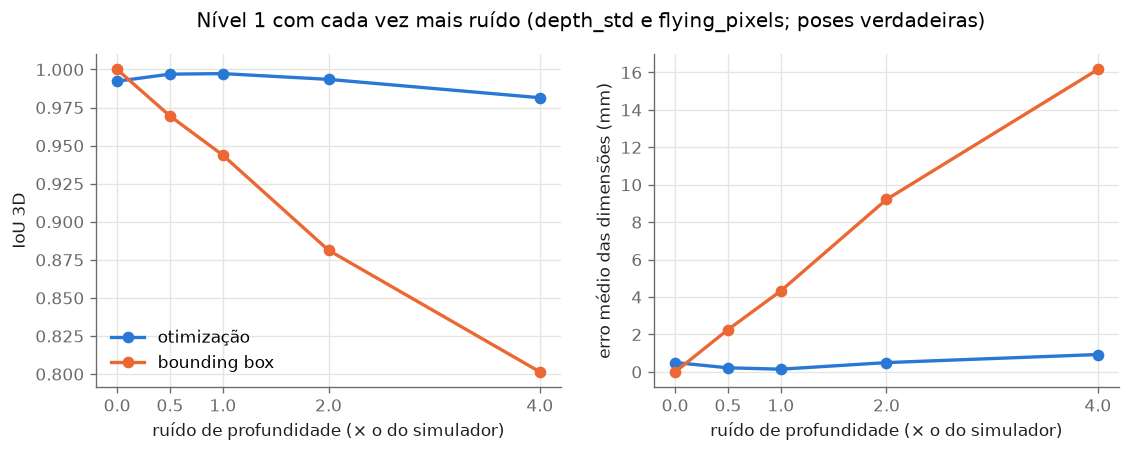 Nível 1 com cada vez mais ruído (depth_std e flying_pixels; poses verdadeiras)
IoU 3D
1.000
0.975
0.950
0.925
0.900
0.875
0.850
0.825
0.800
otimização
bounding box
0.0 0.5 1.0 2.0 4.0
ruído de profundidade (× o do simulador)
erro médio das dimensões (mm)
16
14
12
10
8
6
4
2
0
0.0 0.5 1.0 2.0 4.0
ruído de profundidade (× o do simulador)